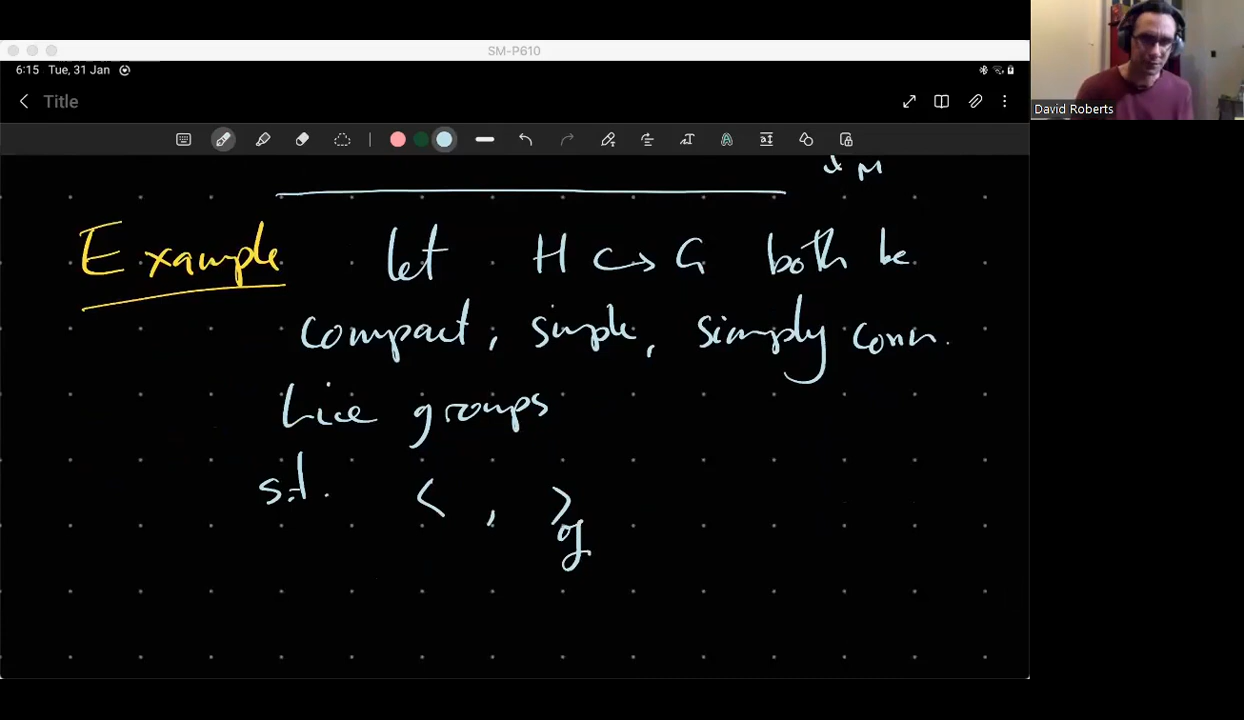 SM-P610
6:15 Tue, 31 Jan
Title
David Roberts
↓ M
Example let H ↪ G both be
compact, simple, simply conn.
Lie groups
s.t. < , >𝔤